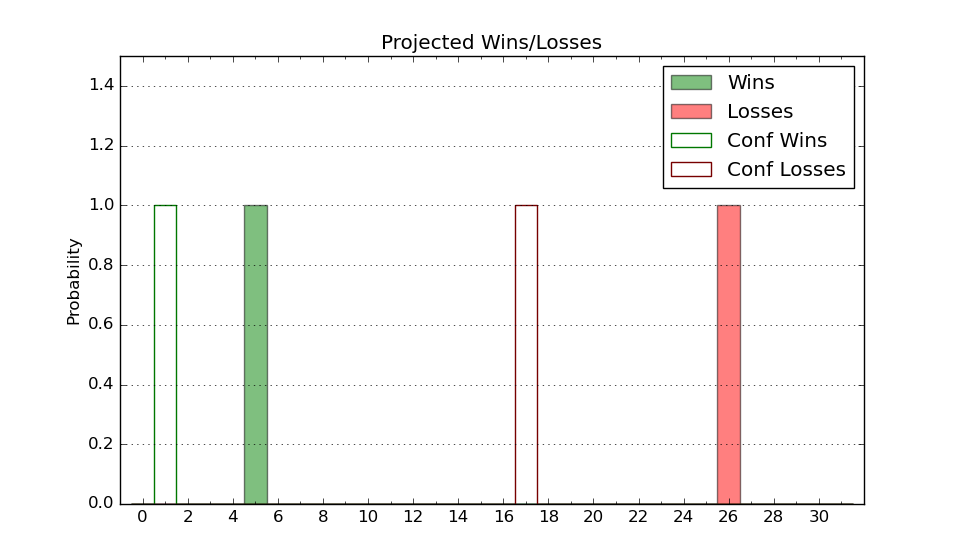 Projected Wins/Losses
1.4
1.2
1.0
0.8
0.6
0.4
0.2
0.0
Probability
Wins
Losses
Conf Wins
Conf Losses
0 2 4 6 8 10 12 14 16 18 20 22 24 26 28 30